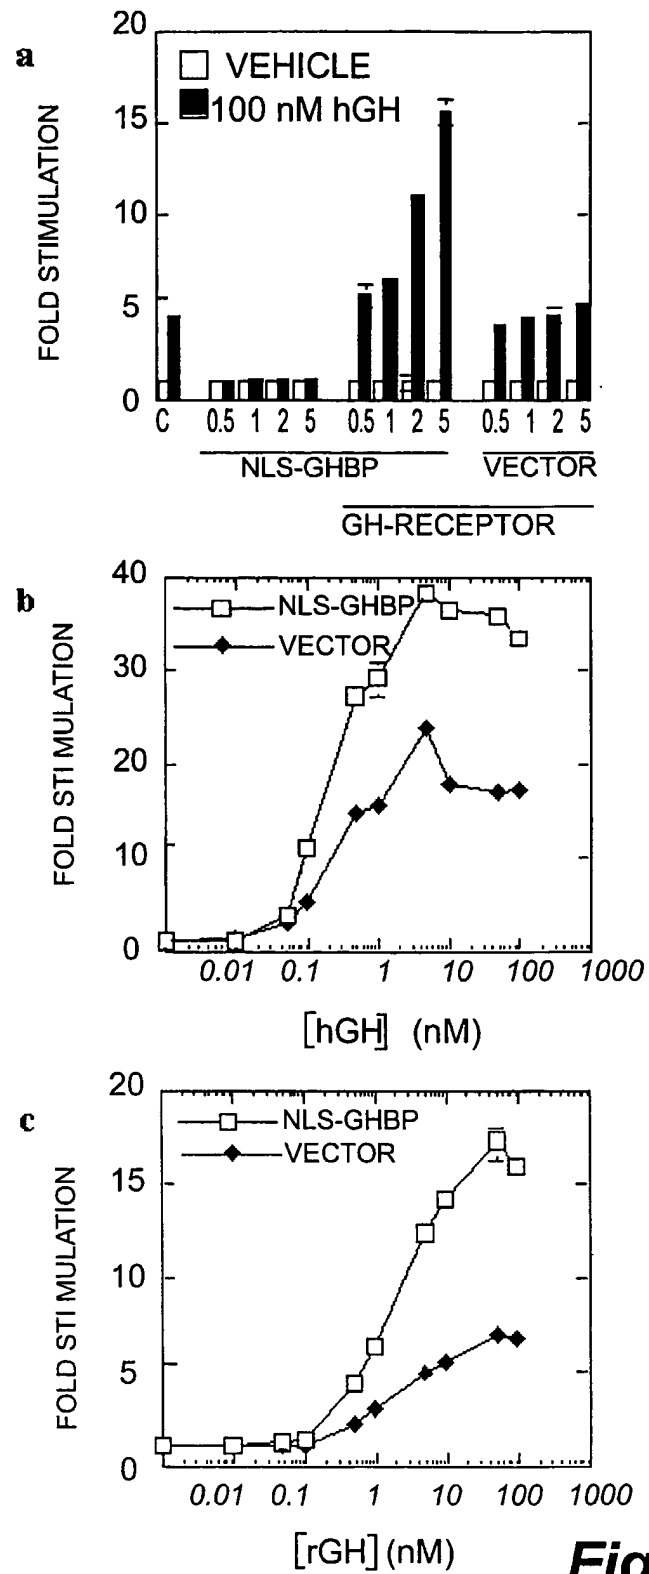 a
20
15
10
5
0
FOLD STIMULATION
VEHICLE
100 nM hGH
C 0.5 1 2 5 0.5 1 2 5 0.5 1 2 5
NLS-GHBP VECTOR
GH-RECEPTOR
b
40
30
20
10
0
FOLD STI MULATION
NLS-GHBP
VECTOR
0.01 0.1 1 10 100 1000
[hGH] (nM)
c
20
15
10
5
0
FOLD STI MULATION
NLS-GHBP
VECTOR
0.01 0.1 1 10 100 1000
[rGH] (nM)
Fig